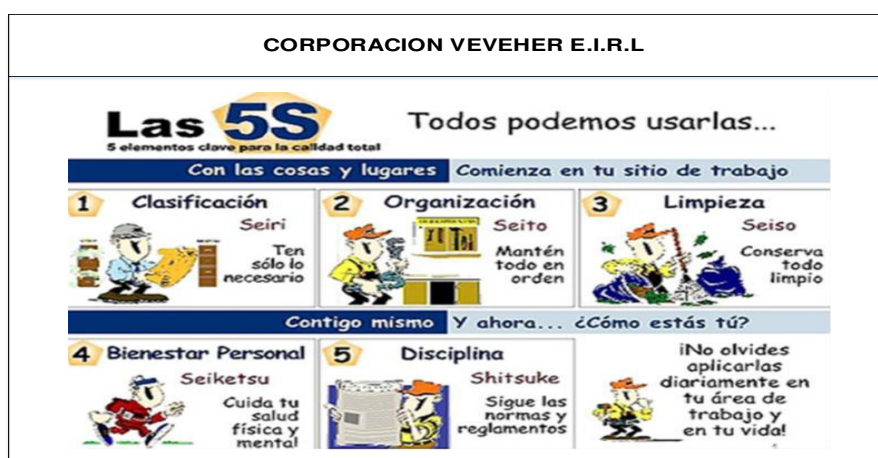 CORPORACION VEVEHER E.I.R.L
Las 5S
5 elementos clave para la calidad total
Todos podemos usarlas...
Con las cosas y lugares
Comienza en tu sitio de trabajo
1
Clasificación
Seiri
Ten
sólo lo
necesario
2
Organización
Seito
Mantén
todo en
orden
3
Limpieza
Seiso
Conserva
todo
limpio
Contigo mismo
Y ahora... ¿Cómo estás tú?
4
Bienestar Personal
Seiketsu
Cuida tu
salud
física y
mental
5
Disciplina
Shitsuke
Sigue las
normas y
reglamentos
¡No olvides
aplicarlas
diariamente en
tu área de
trabajo y
en tu vida!